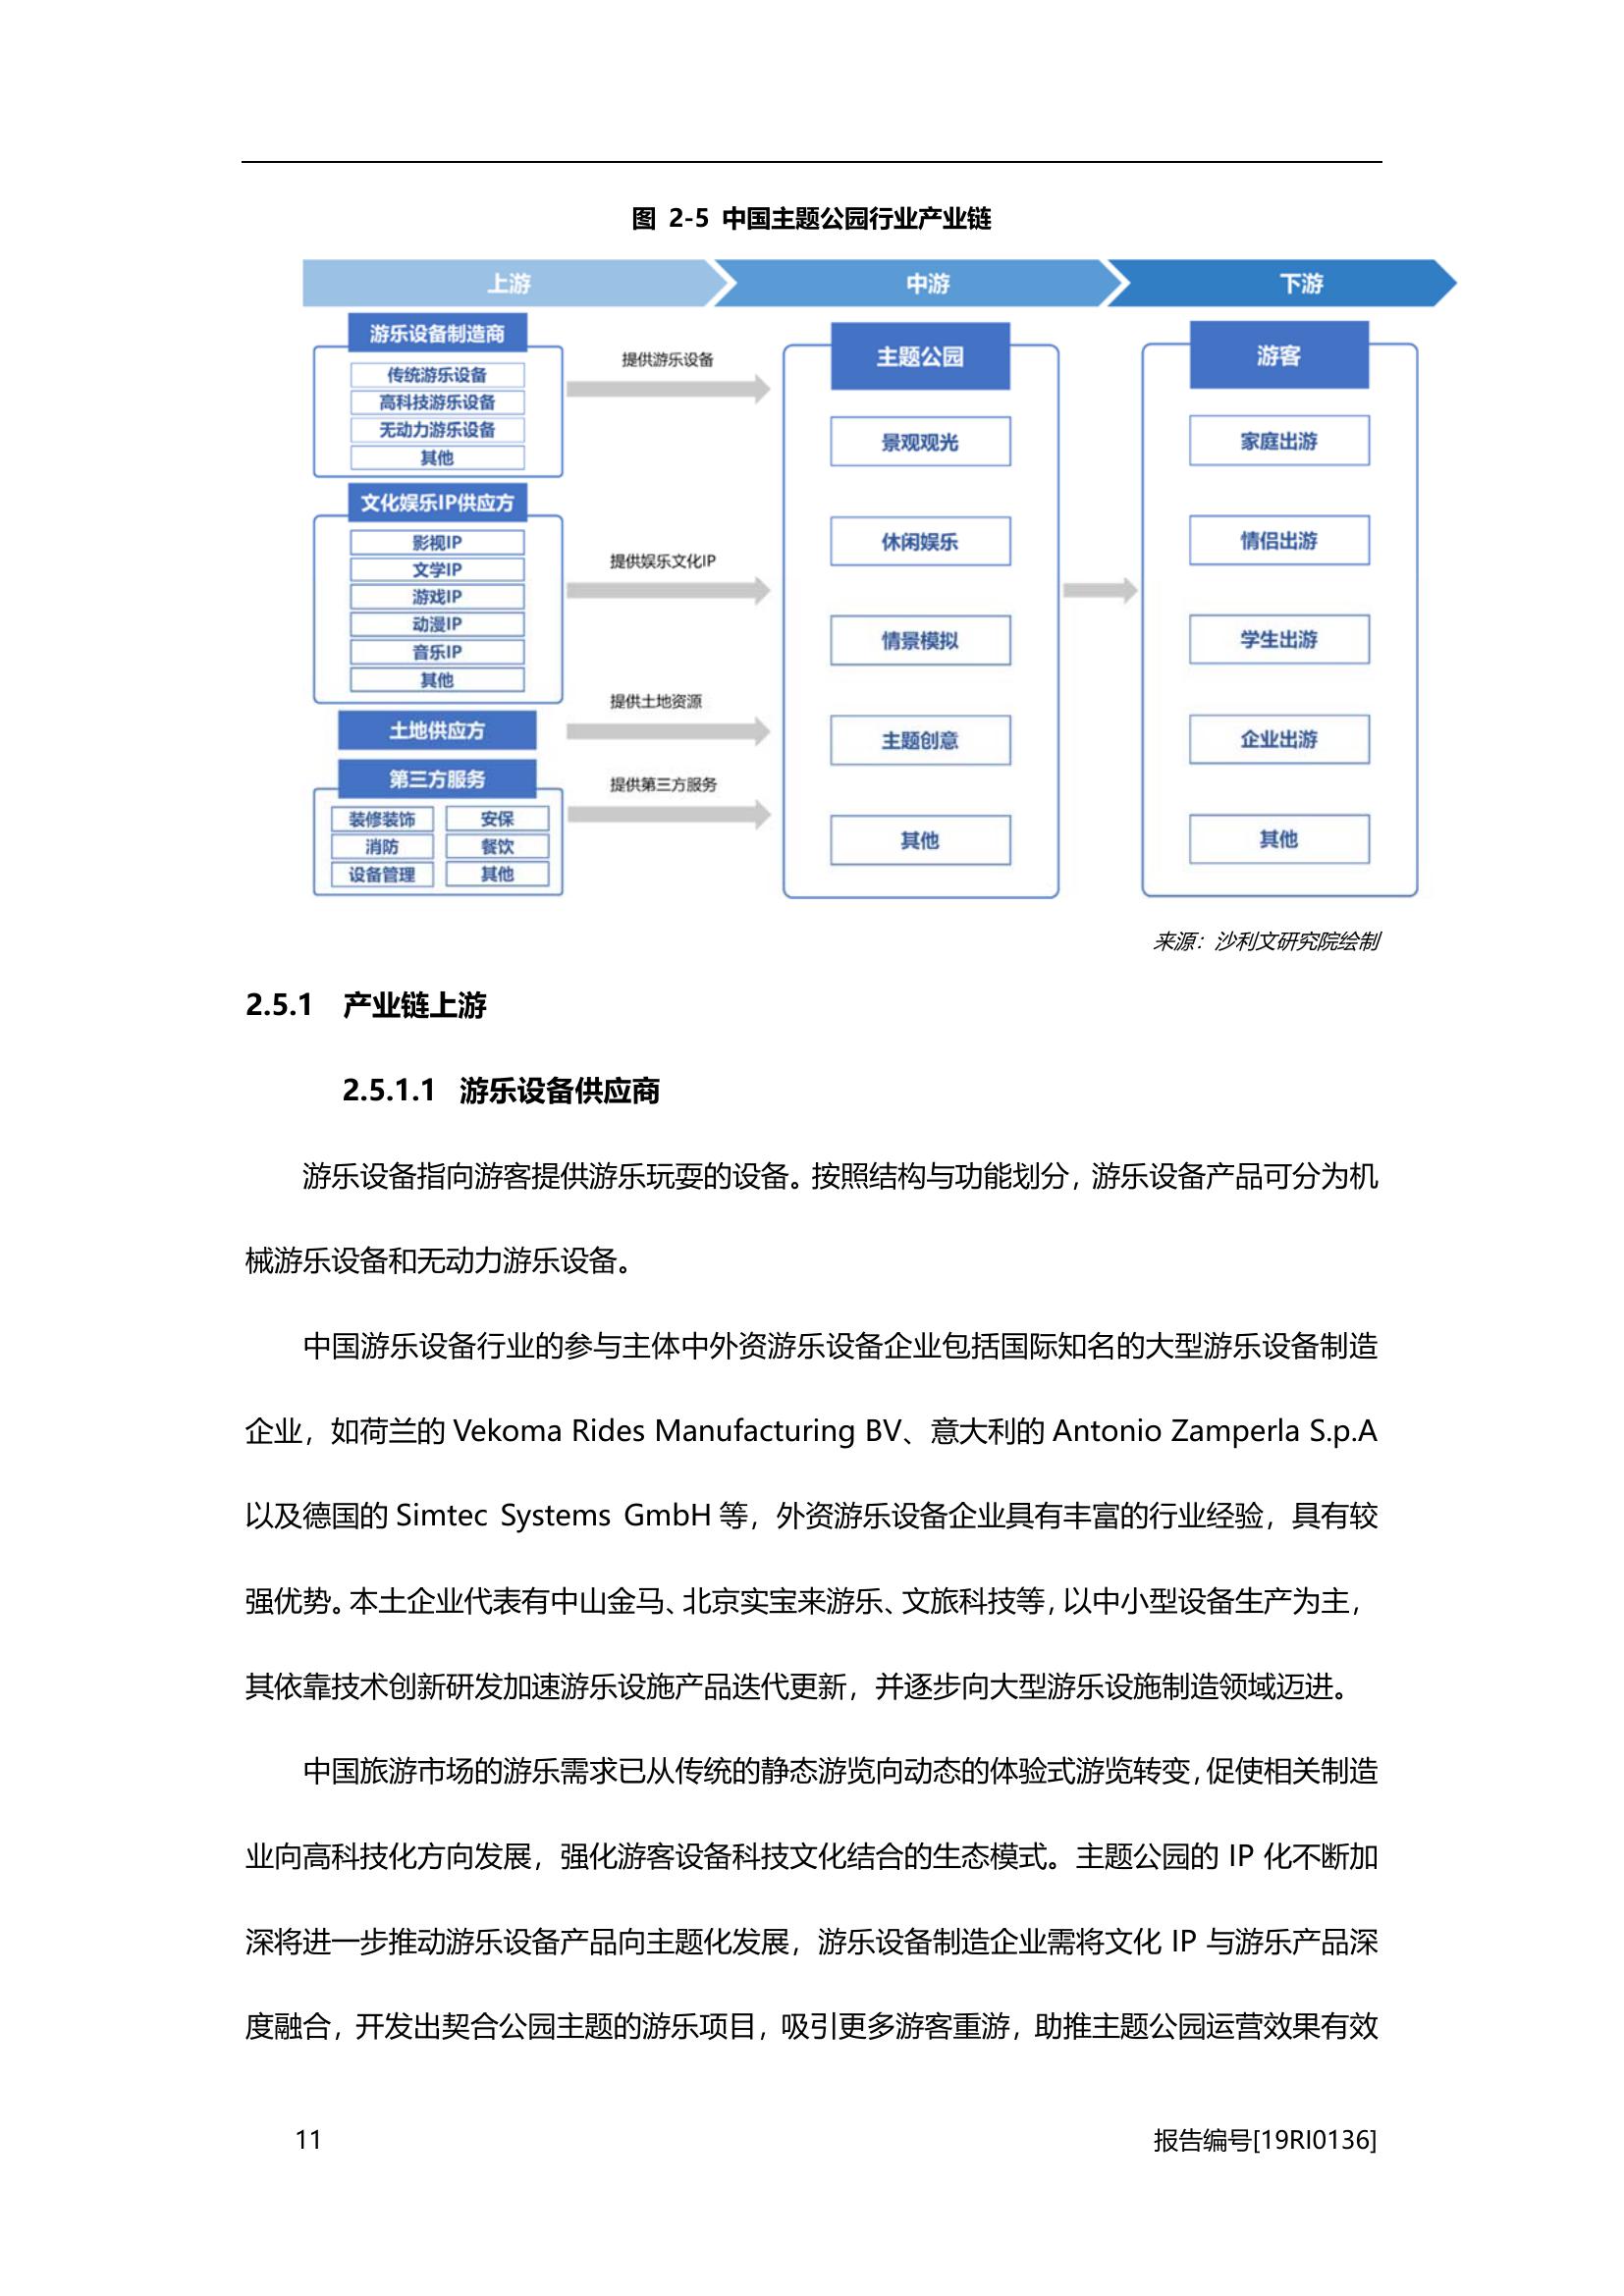 图 2-5 中国主题公园行业产业链
上游
中游
下游
游乐设备制造商
传统游乐设备
高科技游乐设备
无动力游乐设备
其他
文化娱乐IP供应方
影视IP
文学IP
游戏IP
动漫IP
音乐IP
其他
土地供应方
第三方服务
装修装饰 安保
消防 餐饮
设备管理 其他
提供游乐设备
提供娱乐文化IP
提供土地资源
提供第三方服务
主题公园
景观观光
休闲娱乐
情景模拟
主题创意
其他
游客
家庭出游
情侣出游
学生出游
企业出游
其他
来源：沙利文研究院绘制
2.5.1 产业链上游
2.5.1.1 游乐设备供应商
游乐设备指向游客提供游乐玩耍的设备。按照结构与功能划分，游乐设备产品可分为机
械游乐设备和无动力游乐设备。
中国游乐设备行业的参与主体中外资游乐设备企业包括国际知名的大型游乐设备制造
企业，如荷兰的 Vekoma Rides Manufacturing BV、意大利的 Antonio Zamperla S.p.A
以及德国的 Simtec Systems GmbH 等，外资游乐设备企业具有丰富的行业经验，具有较
强优势。本土企业代表有中山金马、北京实宝来游乐、文旅科技等，以中小型设备生产为主，
其依靠技术创新研发加速游乐设施产品迭代更新，并逐步向大型游乐设施制造领域迈进。
中国旅游市场的游乐需求已从传统的静态游览向动态的体验式游览转变，促使相关制造
业向高科技化方向发展，强化游客设备科技文化结合的生态模式。主题公园的 IP 化不断加
深将进一步推动游乐设备产品向主题化发展，游乐设备制造企业需将文化 IP 与游乐产品深
度融合，开发出契合公园主题的游乐项目，吸引更多游客重游，助推主题公园运营效果有效
11
报告编号[19RI0136]